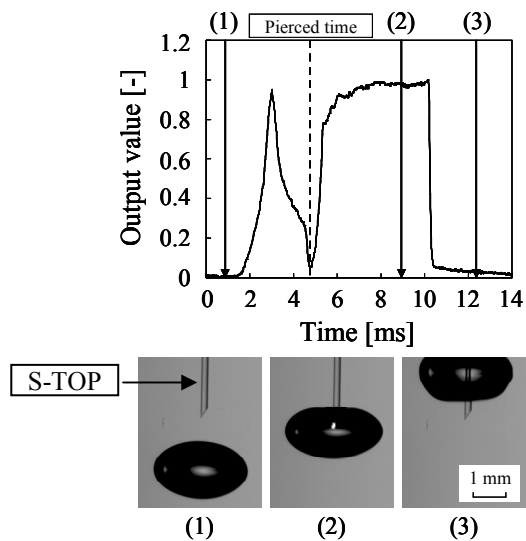 (1) Pierced time (2) (3)
1.2
1
0.8
0.6
0.4
0.2
0
Output value [-]
0 2 4 6 8 10 12 14
Time [ms]
S-TOP
1 mm
(1) (2) (3)